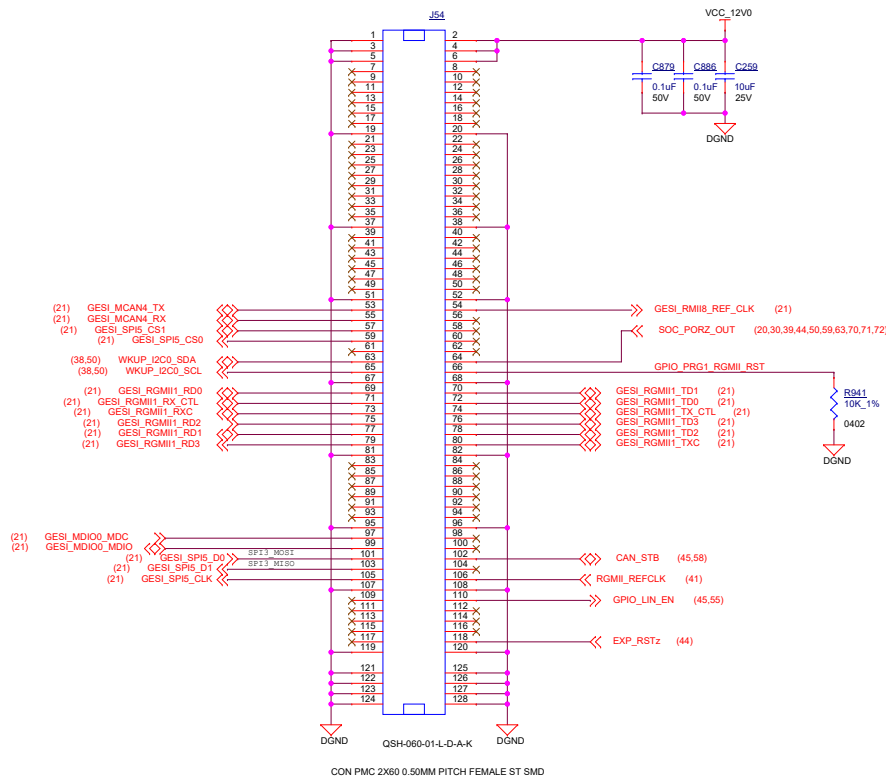 J54
VCC_12V0
1 2
3 4
5 6
7 8
9 10
11 12
13 14
15 16
17 18
19 20
21 22
23 24
25 26
27 28
29 30
31 32
33 34
35 36
37 38
39 40
41 42
43 44
45 46
47 48
49 50
51 52
53 54
55 56
57 58
59 60
61 62
63 64
65 66
67 68
69 70
71 72
73 74
75 76
77 78
79 80
81 82
83 84
85 86
87 88
89 90
91 92
93 94
95 96
97 98
99 100
101 102
103 104
105 106
107 108
109 110
111 112
113 114
115 116
117 118
119 120
121 125
122 126
123 127
124 128
C879 C886 C259
0.1uF 0.1uF 10uF
50V 50V 25V
DGND
(21) GESI_MCAN4_TX
(21) GESI_MCAN4_RX
(21) GESI_SPI5_CS1
(21) GESI_SPI5_CS0
(38,50) WKUP_I2C0_SDA
(38,50) WKUP_I2C0_SCL
(21) GESI_RGMII1_RD0
(21) GESI_RGMII1_RX_CTL
(21) GESI_RGMII1_RXC
(21) GESI_RGMII1_RD2
(21) GESI_RGMII1_RD1
(21) GESI_RGMII1_RD3
(21) GESI_MDIO0_MDC
(21) GESI_MDIO0_MDIO
(21) GESI_SPI5_D0 SPI3_MOSI
(21) GESI_SPI5_D1 SPI3_MISO
(21) GESI_SPI5_CLK
GESI_RMII8_REF_CLK (21)
SOC_PORZ_OUT (20,30,39,44,50,59,63,70,71,72)
GPIO_PRG1_RGMII_RST
R941
10K_1%
0402
DGND
GESI_RGMII1_TD1 (21)
GESI_RGMII1_TD0 (21)
GESI_RGMII1_TX_CTL (21)
GESI_RGMII1_TD3 (21)
GESI_RGMII1_TD2 (21)
GESI_RGMII1_TXC (21)
CAN_STB (45,58)
RGMII_REFCLK (41)
GPIO_LIN_EN (45,55)
EXP_RSTz (44)
DGND DGND
QSH-060-01-L-D-A-K
CON PMC 2X60 0.50MM PITCH FEMALE ST SMD